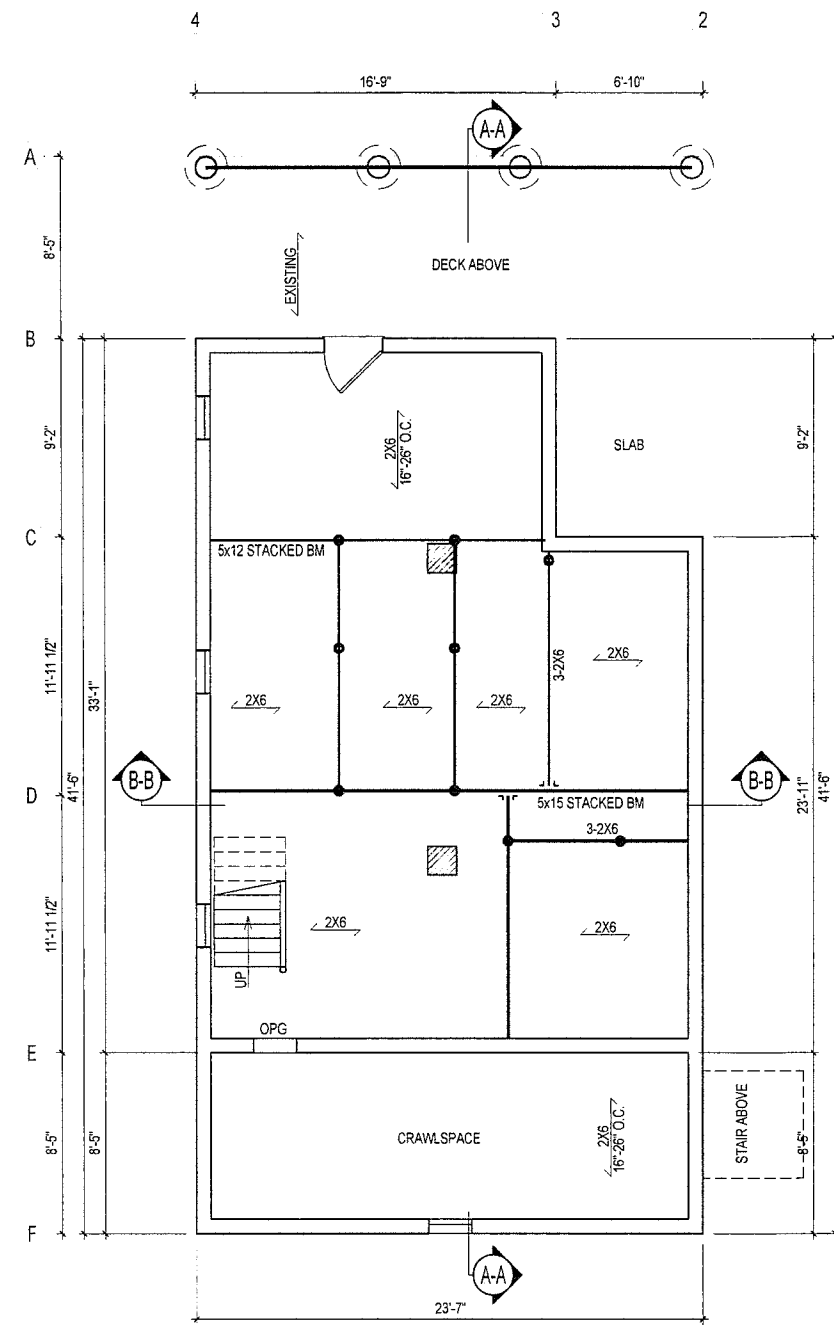 4 3 2
16'-9" 6'-10"
A-A
A
8'-5"
EXISTING
DECK ABOVE
B
9'-2"
2X6
16"-26" O.C.
SLAB
9'-2"
C
5x12 STACKED BM
11'-11 1/2"
33'-1"
41'-6"
3-2X6
2X6
2X6
2X6
2X6
B-B
B-B
D
5x15 STACKED BM
3-2X6
23'-11"
41'-6"
11'-11 1/2"
2X6
2X6
UP
OPG
E
8'-5"
8'-5"
CRAWLSPACE
2X6
16"-26" O.C.
STAIR ABOVE
8'-5"
F
A-A
23'-7"